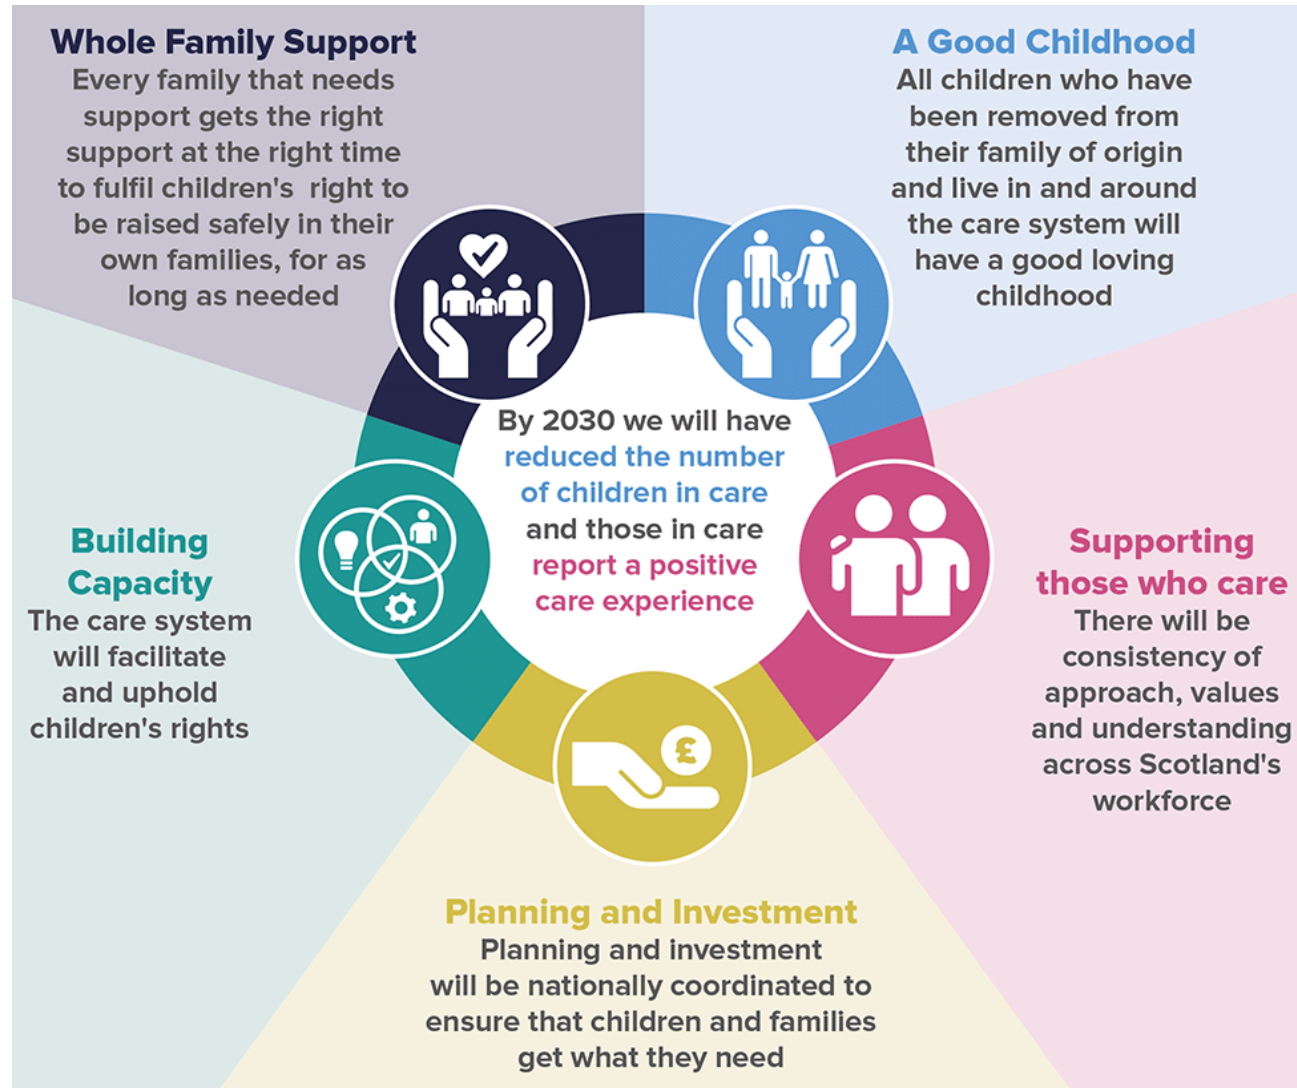 Whole Family Support
Every family that needs
support gets the right
support at the right time
to fulfil children's  right to
be raised safely in their
own families, for as
long as needed
A Good Childhood
All children who have
been removed from
their family of origin
and live in and around
the care system will
have a good loving
childhood
By 2030 we will have
reduced the number
of children in care
and those in care
report a positive
care experience
Building
Capacity
The care system
will facilitate
and uphold
children's rights
Supporting
those who care
There will be
consistency of
approach, values
and understanding
across Scotland's
workforce
£
Planning and Investment
Planning and investment
will be nationally coordinated to
ensure that children and families
get what they need